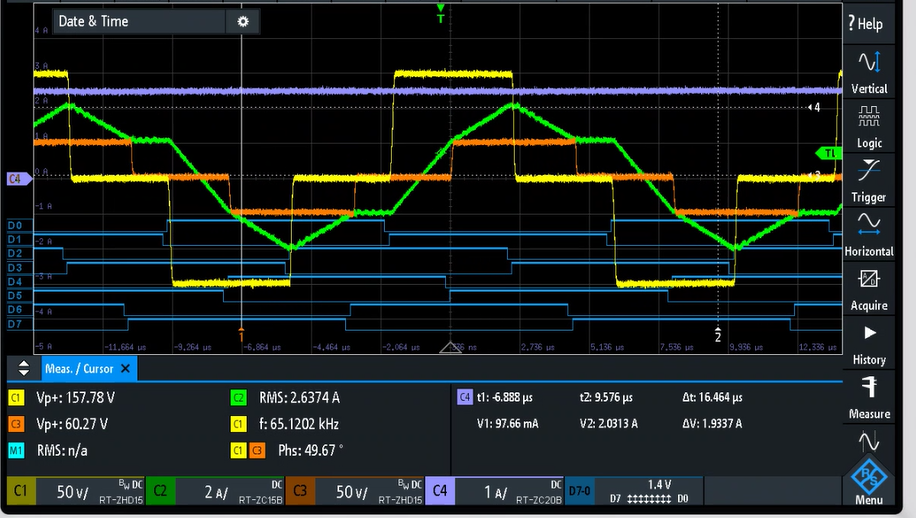 Date & Time
T
? Help
Vertical
Logic
Trigger
Horizontal
Acquire
History
Measure
Menu
4 A
3 A
2 A
1 A
0 A
-1 A
-2 A
-3 A
-4 A
-5 A
4
TL
3
C4
D0
D1
D2
D3
D4
D5
D6
D7
1
2
-11,664 µs
-9,264 µs
-6,864 µs
-4,464 µs
-2,064 µs
2,736 µs
5,136 µs
7,536 µs
9,936 µs
12,336 µs
Meas. / Cursor X
C1 Vp+: 157.78 V C2 RMS: 2.6374 A C4 t1: -6.888 µs t2: 9.576 µs Δt: 16.464 µs
C3 Vp+: 60.27 V C1 f: 65.1202 kHz V1: 97.66 mA V2: 2.0313 A ΔV: 1.9337 A
M1 RMS: n/a C1 C3 Phs: 49.67 °
C1 50 V/ BW DC RT-ZHD15 C2 2 A/ DC RT-ZC15B C3 50 V/ BW DC RT-ZHD15 C4 1 A/ DC RT-ZC20B D7-0 1.4 V D7 D0
R&S